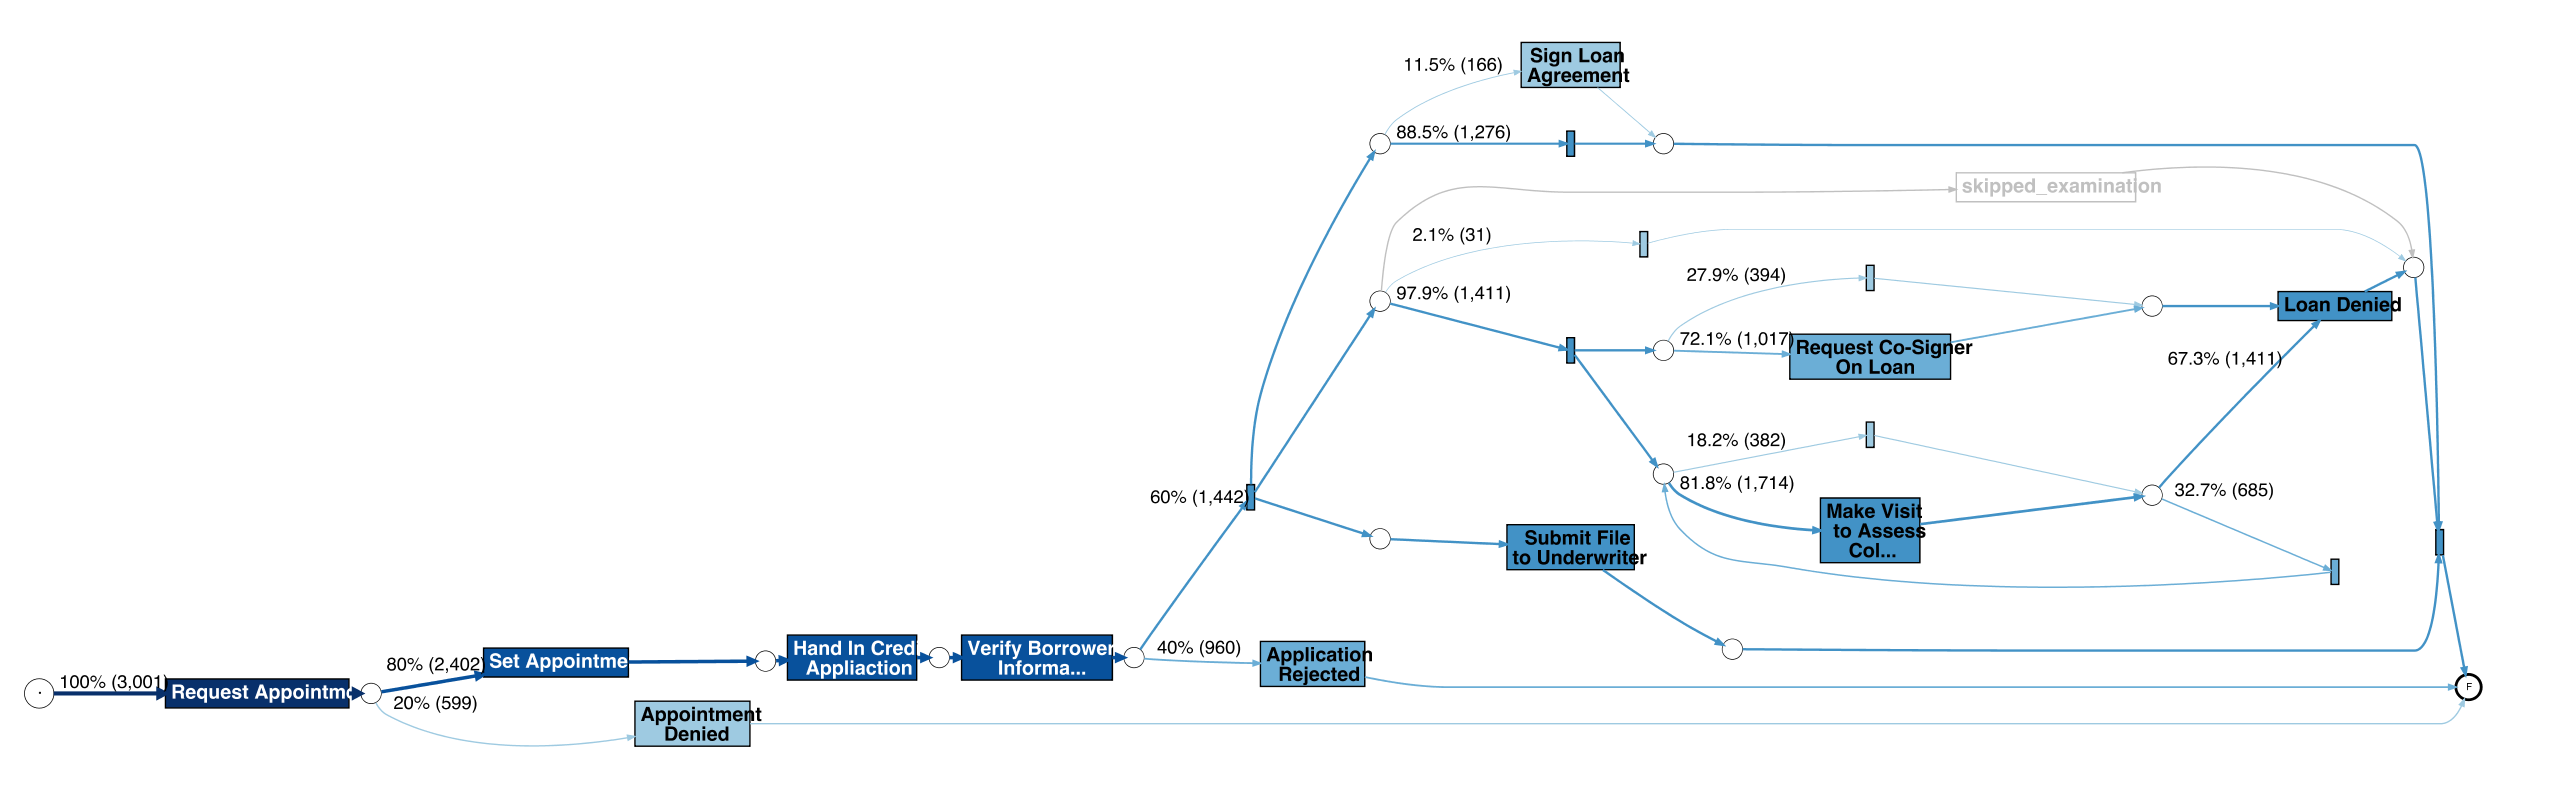 Sign Loan
Agreement
11.5% (166)
88.5% (1,276)
skipped_examination
2.1% (31)
27.9% (394)
97.9% (1,411)
Loan Denied
72.1% (1,017)
Request Co-Signer
On Loan
67.3% (1,411)
18.2% (382)
81.8% (1,714)
32.7% (685)
60% (1,442)
Make Visit
to Assess
Col...
Submit File
to Underwriter
80% (2,402)
Set Appointme
Hand In Cred
Appliaction
Verify Borrower
Informa...
40% (960)
Application
Rejected
100% (3,001)
Request Appointmo
20% (599)
Appointment
Denied
F